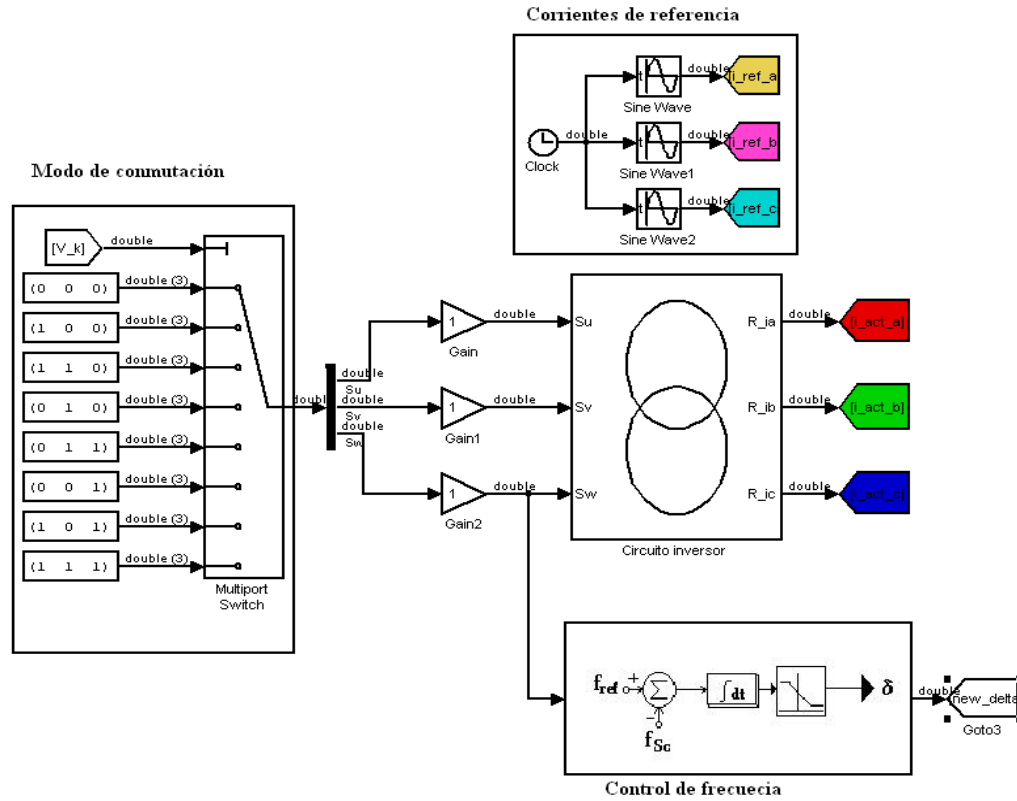 Corrientes de referencia
double
[i_ref_a
Sine Wave
double
Clock
double
[i_ref_b
Sine Wave1
double
[i_ref_c
Sine Wave2
t
t
t
Modo de conmutación
[V_k]
double
(0 0 0)
double (3)
(1 0 0)
double (3)
(1 1 0)
double (3)
(0 1 0)
double (3)
(0 1 1)
double (3)
(0 0 1)
double (3)
(1 0 1)
double (3)
(1 1 1)
double (3)
Multiport
Switch
double
double
Su
double
Sv
double
Sw
1
Gain
double
1
Gain1
double
1
Gain2
double
Su
Sv
Sw
R_ia
R_ib
R_ic
Circuito inversor
double
[i_act_a]
double
[i_act_b]
double
[i_act_c]
fref
+
Σ
-
fSc
∫dt
δ
double
new_delta
Goto3
Control de frecuecia